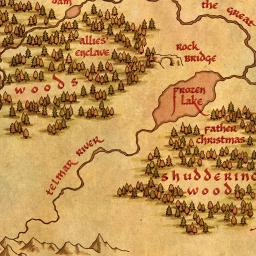 dam
the Great
allies
enclave
Rock
Bridge
woods
frozen
Lake
father
christmas
shuddering
wood
telmar River